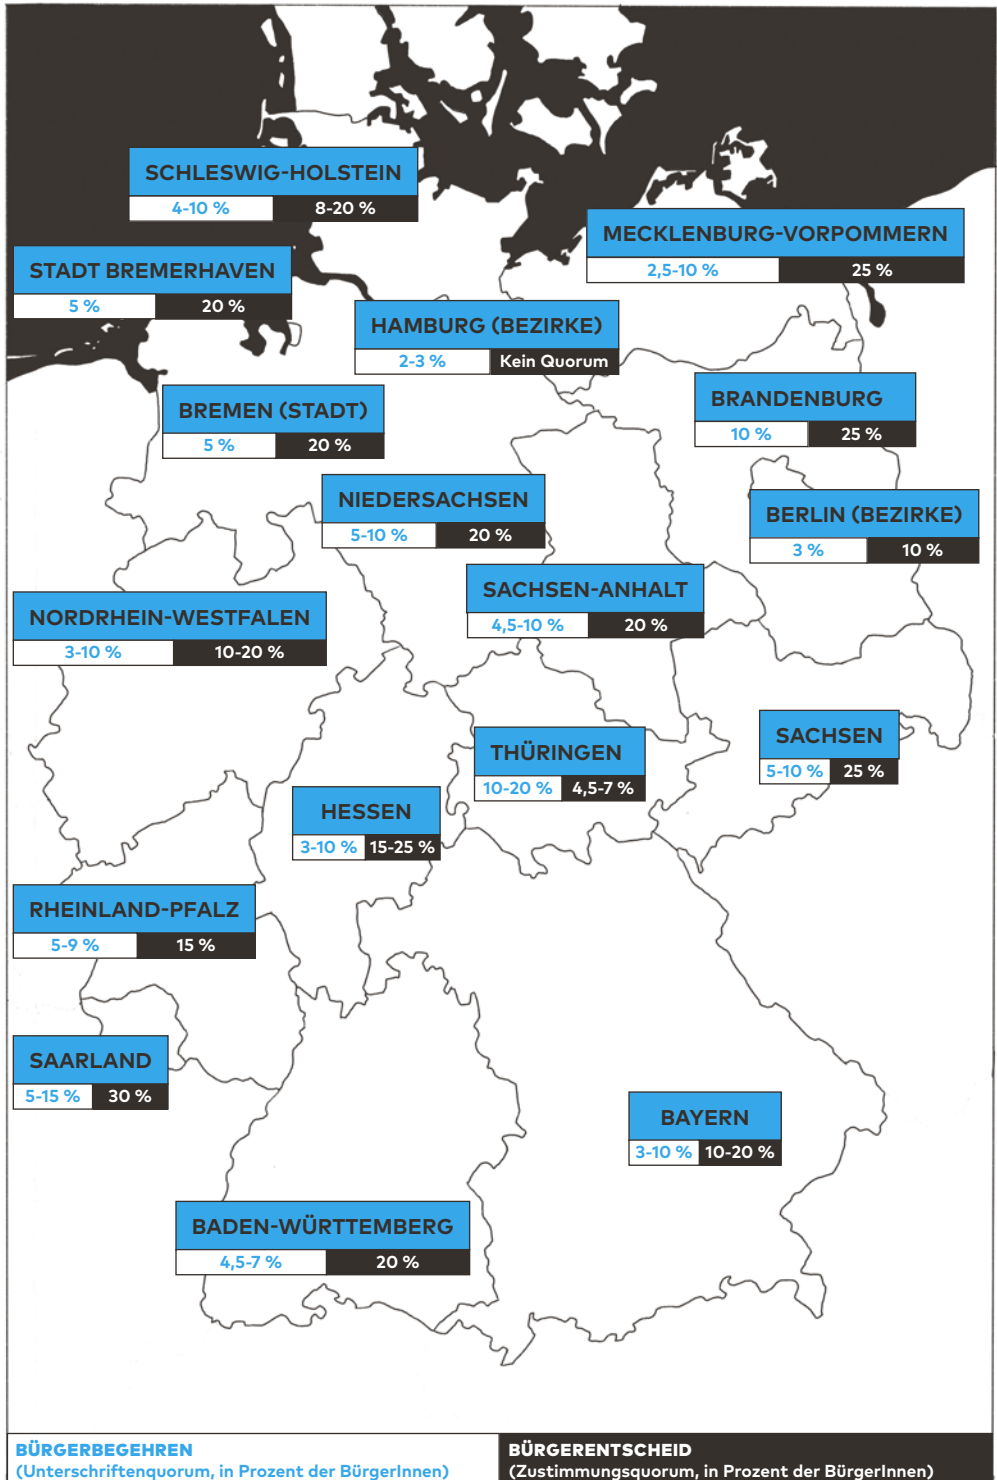 SCHLESWIG-HOLSTEIN
4-10 % 8-20 %
MECKLENBURG-VORPOMMERN
2,5-10 % 25 %
STADT BREMERHAVEN
5 % 20 %
HAMBURG (BEZIRKE)
2-3 % Kein Quorum
BREMEN (STADT)
5 % 20 %
BRANDENBURG
10 % 25 %
NIEDERSACHSEN
5-10 % 20 %
BERLIN (BEZIRKE)
3 % 10 %
SACHSEN-ANHALT
4,5-10 % 20 %
NORDRHEIN-WESTFALEN
3-10 % 10-20 %
THÜRINGEN
10-20 % 4,5-7 %
SACHSEN
5-10 % 25 %
HESSEN
3-10 % 15-25 %
RHEINLAND-PFALZ
5-9 % 15 %
SAARLAND
5-15 % 30 %
BAYERN
3-10 % 10-20 %
BADEN-WÜRTTEMBERG
4,5-7 % 20 %
BÜRGERBEGEHREN
(Unterschriftenquorum, in Prozent der BürgerInnen)
BÜRGERENTSCHEID
(Zustimmungsquorum, in Prozent der BürgerInnen)